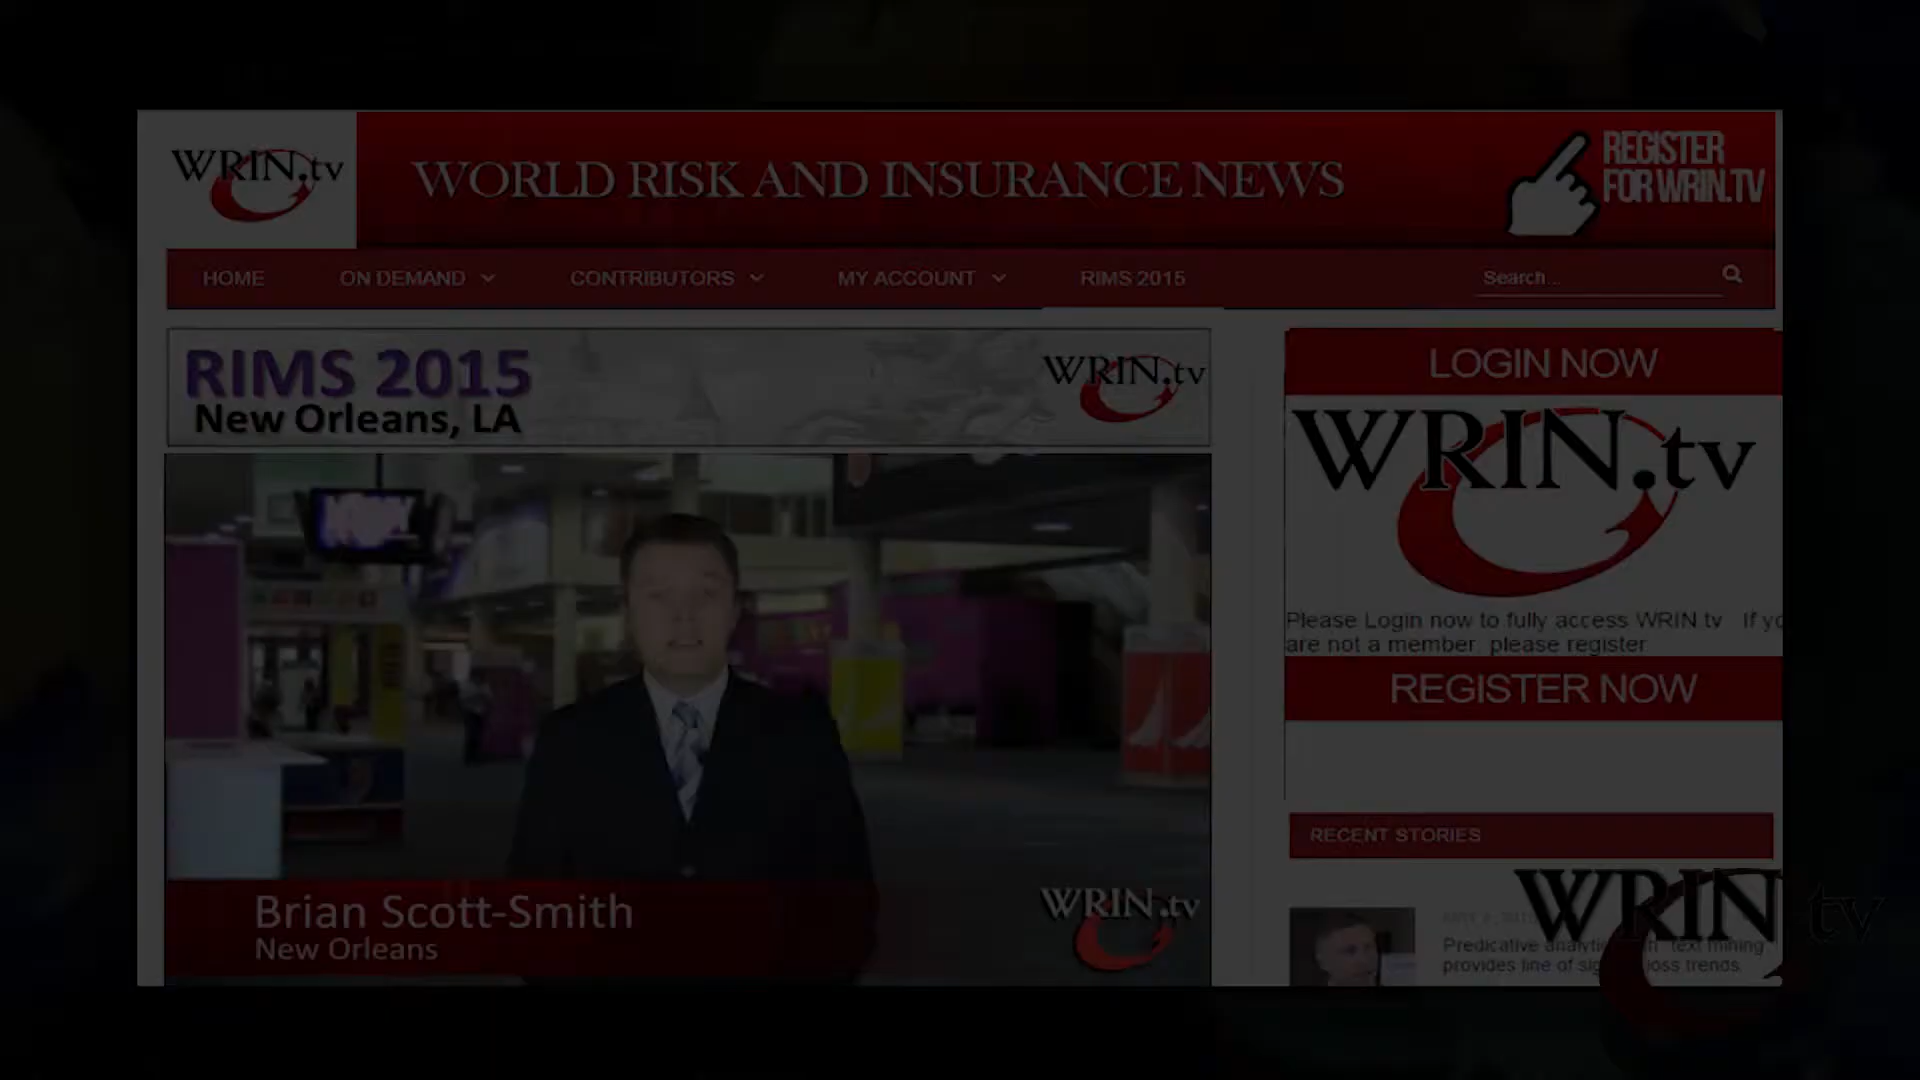 WRIN.tv
WORLD RISK AND INSURANCE NEWS
REGISTER
FOR WRIN.TV
HOME
ON DEMAND
CONTRIBUTORS
MY ACCOUNT
RIMS 2015
Search...
RIMS 2015
New Orleans, LA
WRIN.tv
LOGIN NOW
WRIN.tv
Please Login now to fully access WRIN tv If
are not a member please register
REGISTER NOW
RECENT STORIES
Predicative text mining
provides line of loss trends
Brian Scott-Smith
New Orleans
WRIN.tv
WRIN tv